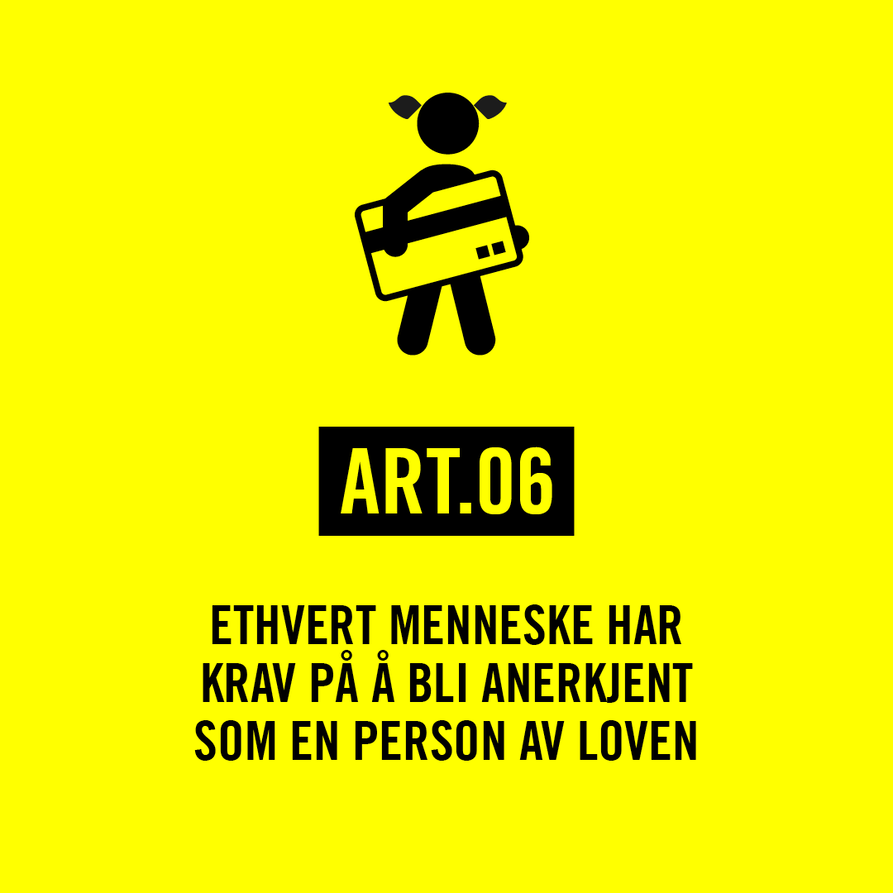 ART.06
ETHVERT MENNESKE HAR
KRAV PÅ Å BLI ANERKJENT
SOM EN PERSON AV LOVEN